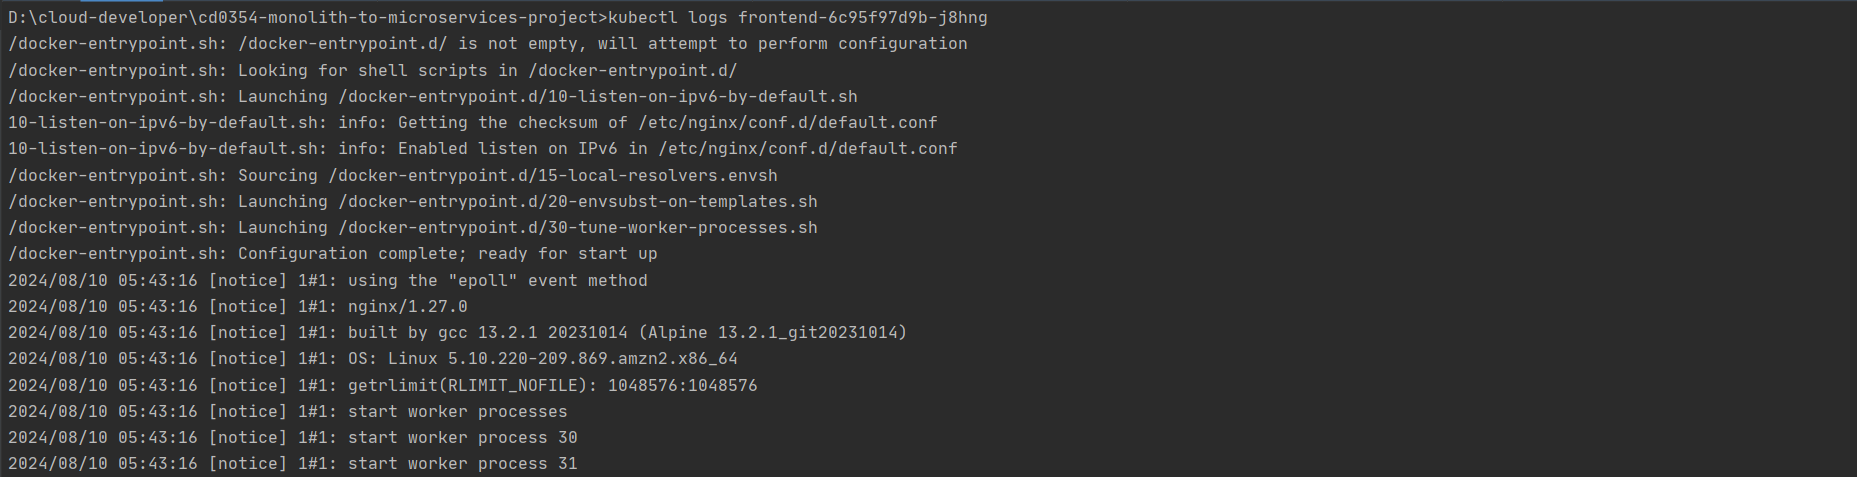 D:\cloud-developer\cd0354-monolith-to-microservices-project>kubectl logs frontend-6c95f97d9b-j8hng
/docker-entrypoint.sh: /docker-entrypoint.d/ is not empty, will attempt to perform configuration
/docker-entrypoint.sh: Looking for shell scripts in /docker-entrypoint.d/
/docker-entrypoint.sh: Launching /docker-entrypoint.d/10-listen-on-ipv6-by-default.sh
10-listen-on-ipv6-by-default.sh: info: Getting the checksum of /etc/nginx/conf.d/default.conf
10-listen-on-ipv6-by-default.sh: info: Enabled listen on IPv6 in /etc/nginx/conf.d/default.conf
/docker-entrypoint.sh: Sourcing /docker-entrypoint.d/15-local-resolvers.envsh
/docker-entrypoint.sh: Launching /docker-entrypoint.d/20-envsubst-on-templates.sh
/docker-entrypoint.sh: Launching /docker-entrypoint.d/30-tune-worker-processes.sh
/docker-entrypoint.sh: Configuration complete; ready for start up
2024/08/10 05:43:16 [notice] 1#1: using the "epoll" event method
2024/08/10 05:43:16 [notice] 1#1: nginx/1.27.0
2024/08/10 05:43:16 [notice] 1#1: built by gcc 13.2.1 20231014 (Alpine 13.2.1_git20231014)
2024/08/10 05:43:16 [notice] 1#1: OS: Linux 5.10.220-209.869.amzn2.x86_64
2024/08/10 05:43:16 [notice] 1#1: getrlimit(RLIMIT_NOFILE): 1048576:1048576
2024/08/10 05:43:16 [notice] 1#1: start worker processes
2024/08/10 05:43:16 [notice] 1#1: start worker process 30
2024/08/10 05:43:16 [notice] 1#1: start worker process 31